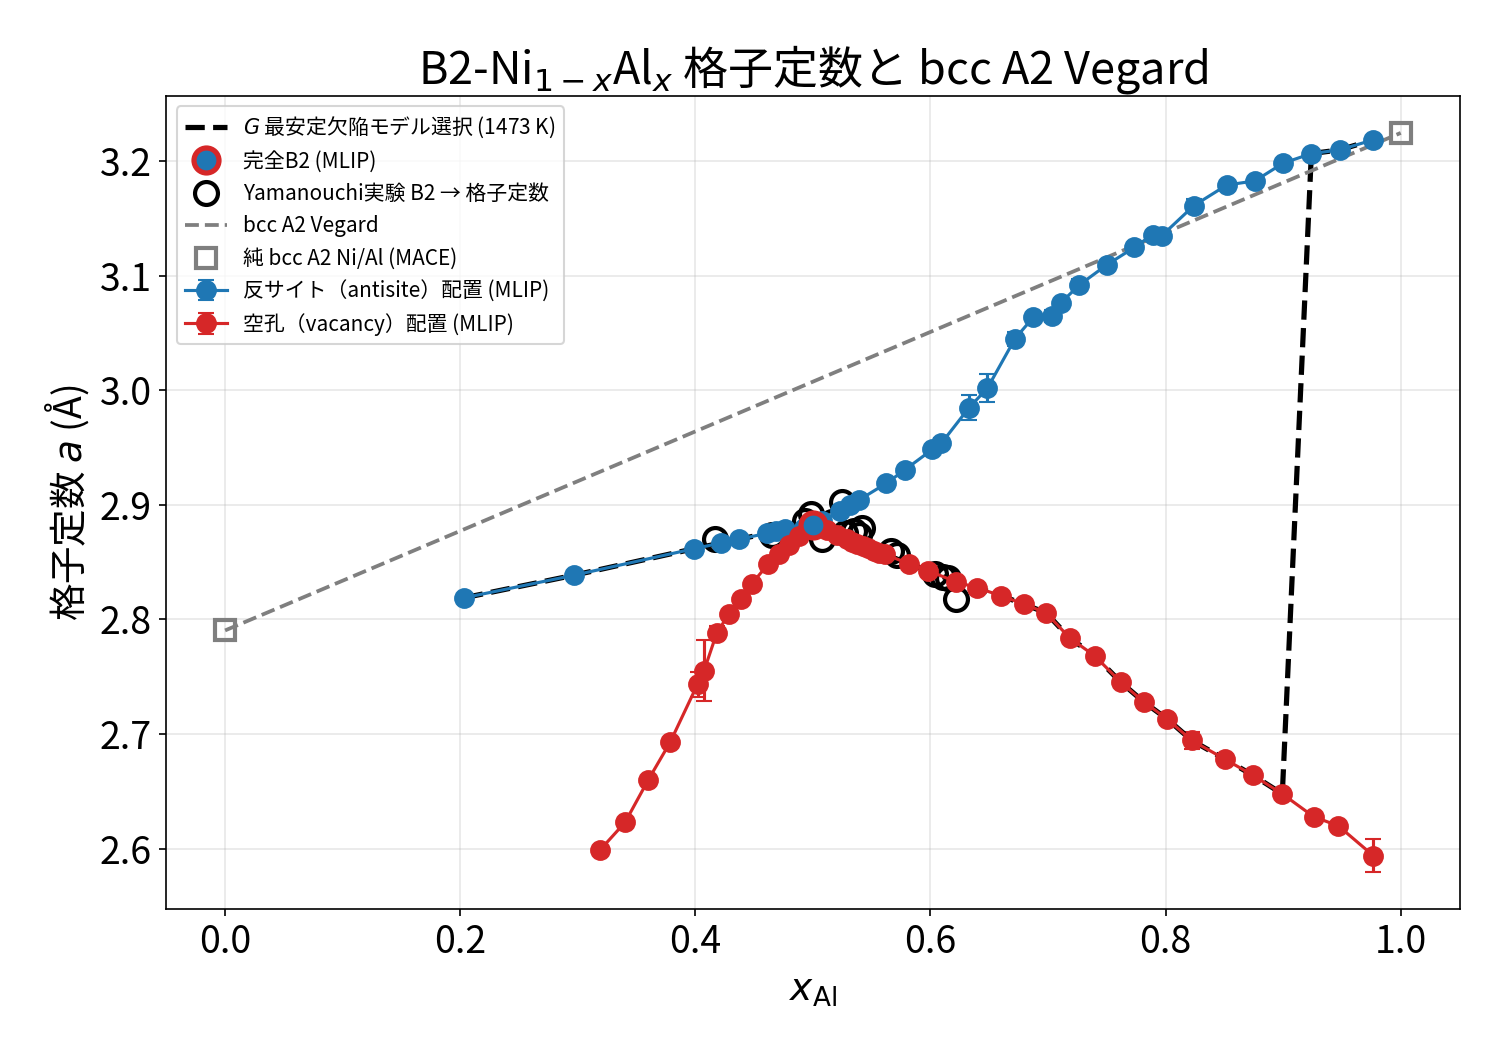 B2-Ni₁₋ₓAlₓ 格子定数と bcc A2 Vegard
G 最安定欠陥モデル選択 (1473 K)
完全B2 (MLIP)
Yamanouchi実験 B2 → 格子定数
bcc A2 Vegard
純 bcc A2 Ni/Al (MACE)
反サイト（antisite）配置 (MLIP)
空孔（vacancy）配置 (MLIP)
格子定数 a (Å)
3.2
3.1
3.0
2.9
2.8
2.7
2.6
0.0 0.2 0.4 0.6 0.8 1.0
x_Al